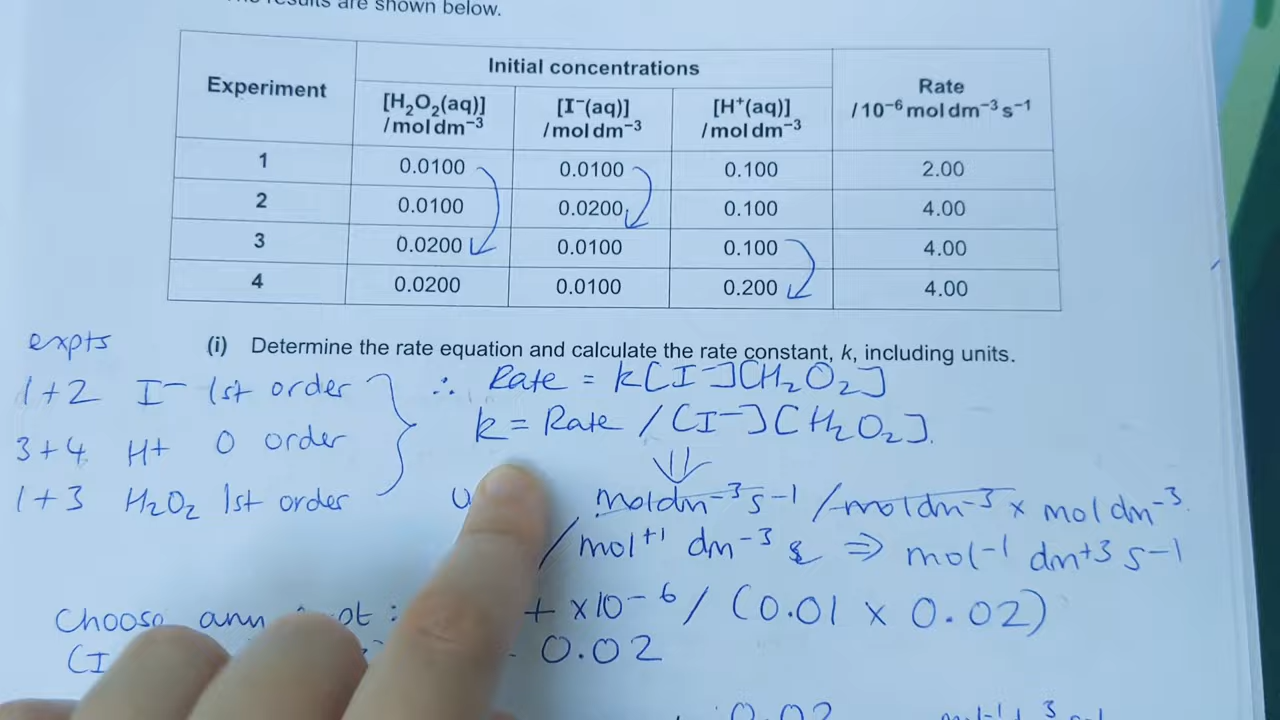 results are shown below.
Experiment
Initial concentrations
Rate
/10⁻⁶ mol dm⁻³ s⁻¹
[H₂O₂(aq)]
/mol dm⁻³
[I⁻(aq)]
/mol dm⁻³
[H⁺(aq)]
/mol dm⁻³
1 0.0100 0.0100 0.100 2.00
2 0.0100 0.0200 0.100 4.00
3 0.0200 0.0100 0.100 4.00
4 0.0200 0.0100 0.200 4.00
(i) Determine the rate equation and calculate the rate constant, k, including units.
expts
1+2 I⁻ 1st order
3+4 H+ 0 order
1+3 H₂O₂ 1st order
∴ Rate = k[I⁻][H₂O₂]
k = Rate / [I⁻][H₂O₂].
⇓
moldm⁻³s⁻¹ / moldm⁻³ x moldm⁻³
/ mol⁺¹ dm⁻³ ⇒ mol⁻¹ dm⁺³ s⁻¹
Choose
x10⁻⁶ / (0.01 x 0.02)
0.02
0.02